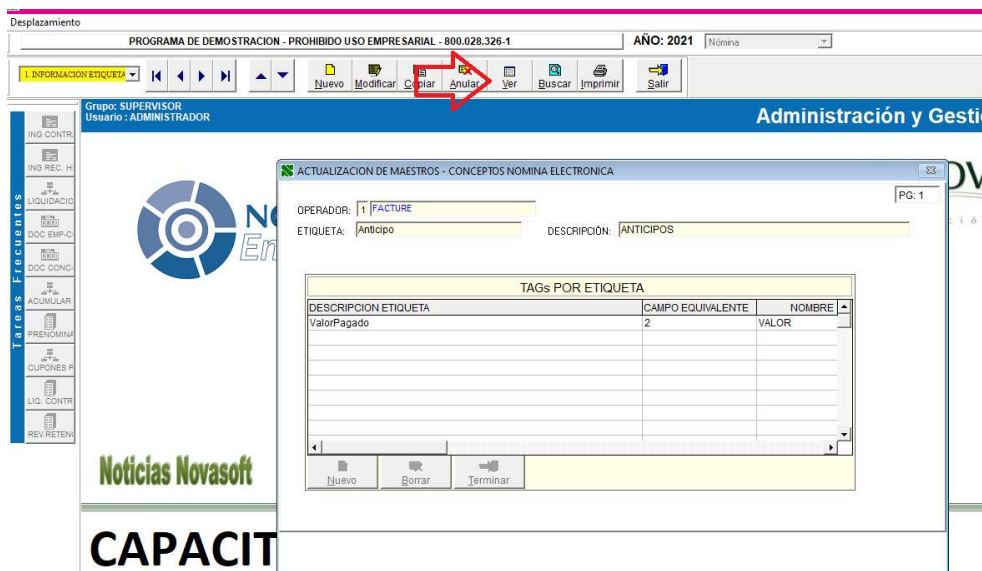 Desplazamiento
PROGRAMA DE DEMOSTRACION - PROHIBIDO USO EMPRESARIAL - 800.028.326-1
AÑO: 2021 Nómina
1. INFORMACION ETIQUETA
Nuevo Modificar Copiar Anular Ver Buscar Imprimir Salir
Grupo: SUPERVISOR
Usuario : ADMINISTRADOR
Administración y Gesti
Tareas Frecuentes
ING CONTR.
ING REC. H
LIQUIDACIO
DOC EMP-C
DOC CONC-
ACUMULAR
PRENOMINA
CUPONES P
LIQ. CONTR
REV.RETEN
NO
En
OV
ACTUALIZACION DE MAESTROS - CONCEPTOS NOMINA ELECTRONICA
PG: 1
OPERADOR: 1 FACTURE
ETIQUETA: Anticipo DESCRIPCIÓN: ANTICIPOS
TAGs POR ETIQUETA
DESCRIPCION ETIQUETA CAMPO EQUIVALENTE NOMBRE
ValorPagado 2 VALOR
Nuevo Borrar Terminar
Noticias Novasoft
CAPACIT